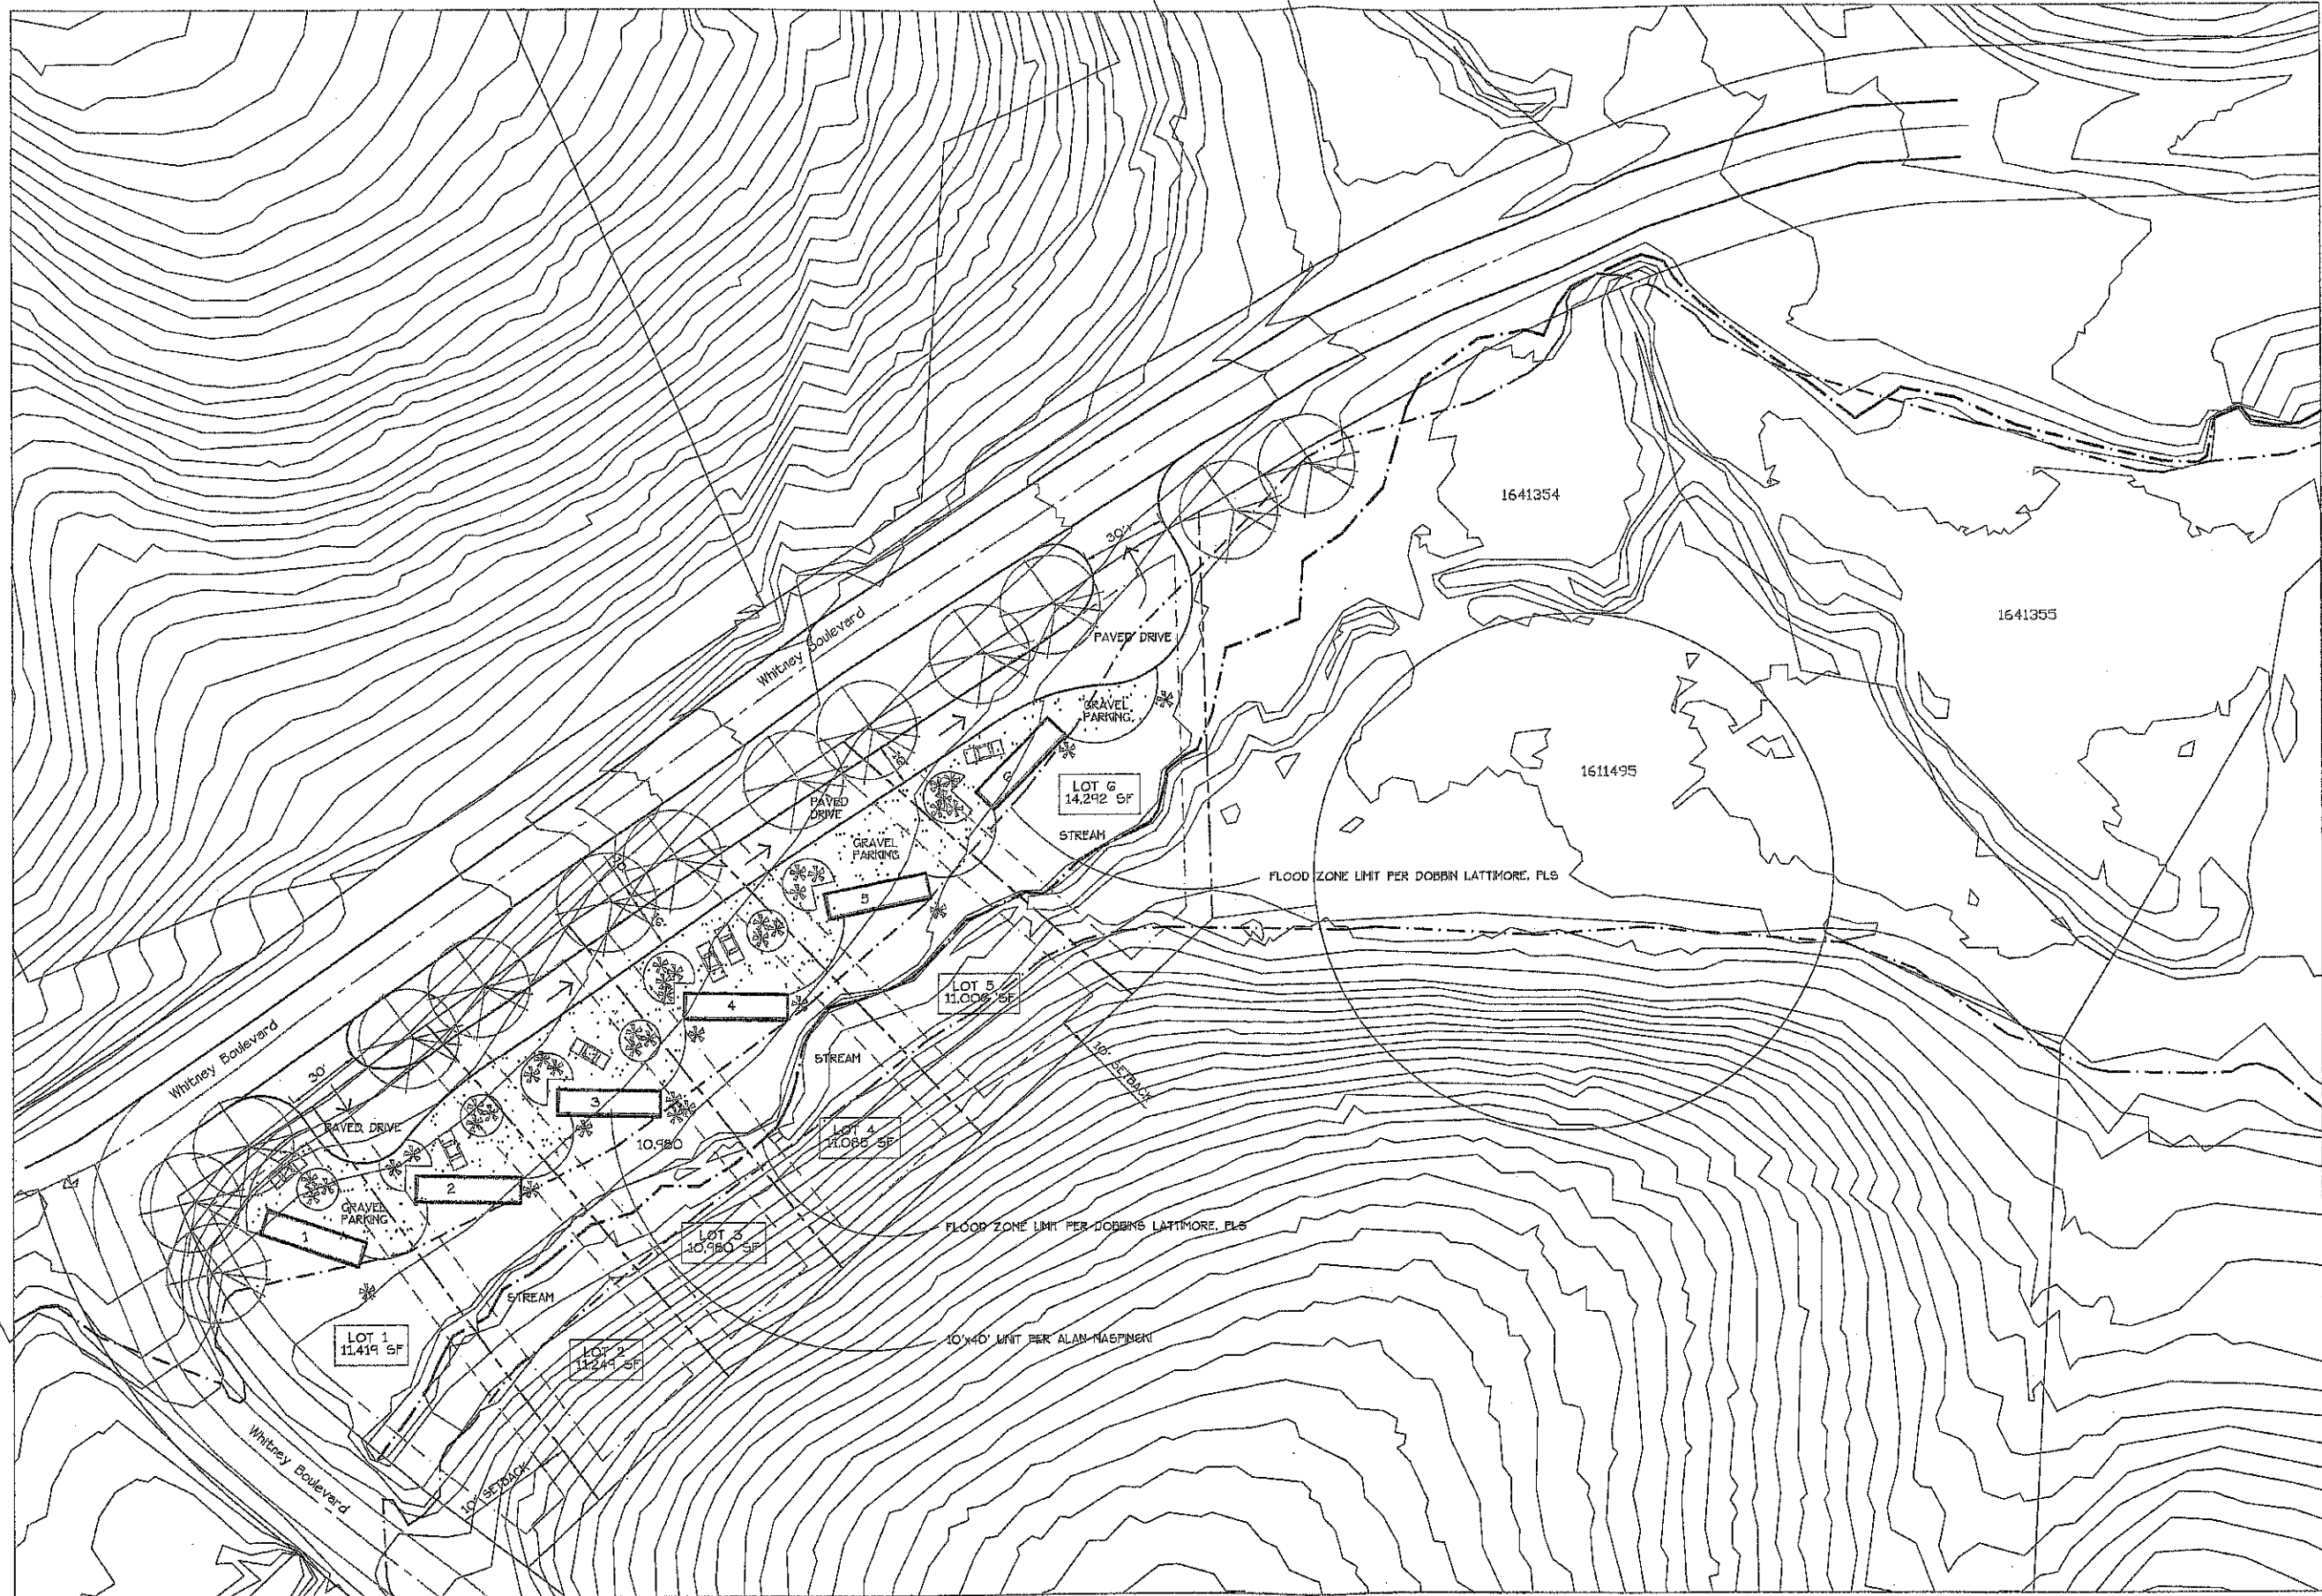 1641354
30'
1641355
Whitney Boulevard
PAVED DRIVE
GRAVEL
PARKING
1611495
LOT 6
14,292 SF
PAVED
DRIVE
6
STREAM
GRAVEL
PARKING
FLOOD ZONE LIMIT PER DOBBIN LATTIMORE, PLS
5
LOT 5
11,006 SF
4
Whitney Boulevard
STREAM
10' SETBACK
30'
3
PAVED DRIVE
LOT 4
11,085 SF
10,980
2
GRAVEL
PARKING
1
FLOOD ZONE LIMIT PER DOBBINS LATTIMORE, PLS
LOT 3
10,980 SF
STREAM
LOT 1
11,419 SF
10'x40' UNIT PER ALAN MASPINSKI
LOT 2
11,249 SF
Whitney Boulevard
10' SETBACK